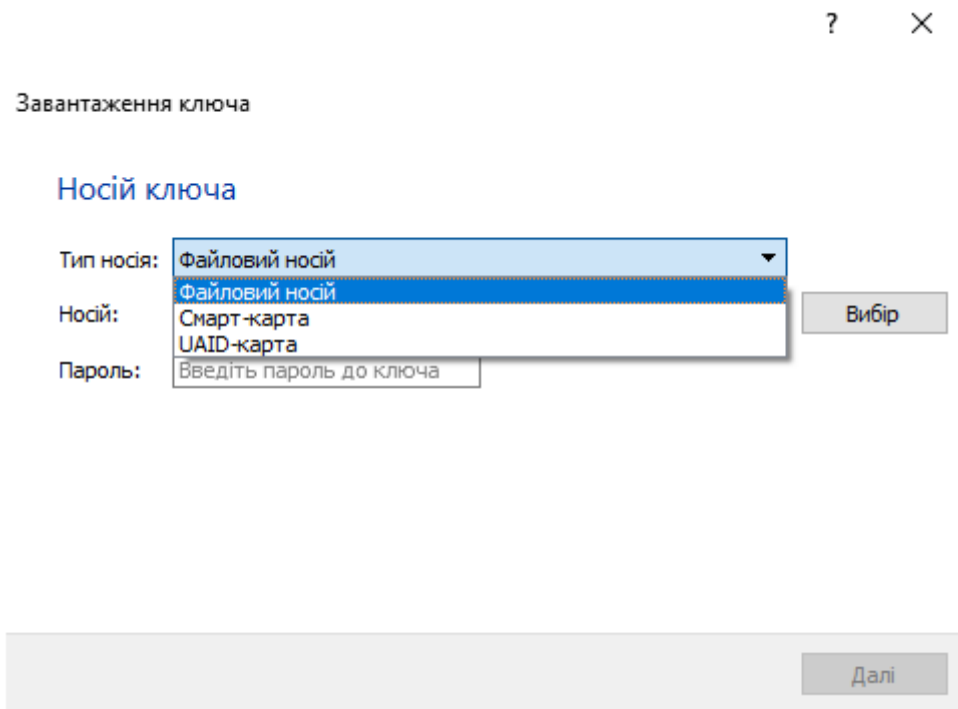 ?
Завантаження ключа
Носій ключа
Тип носія: Файловий носій
Файловий носій
Носій: Смарт-карта Вибір
UAID-карта
Пароль: Введіть пароль до ключа
Далі